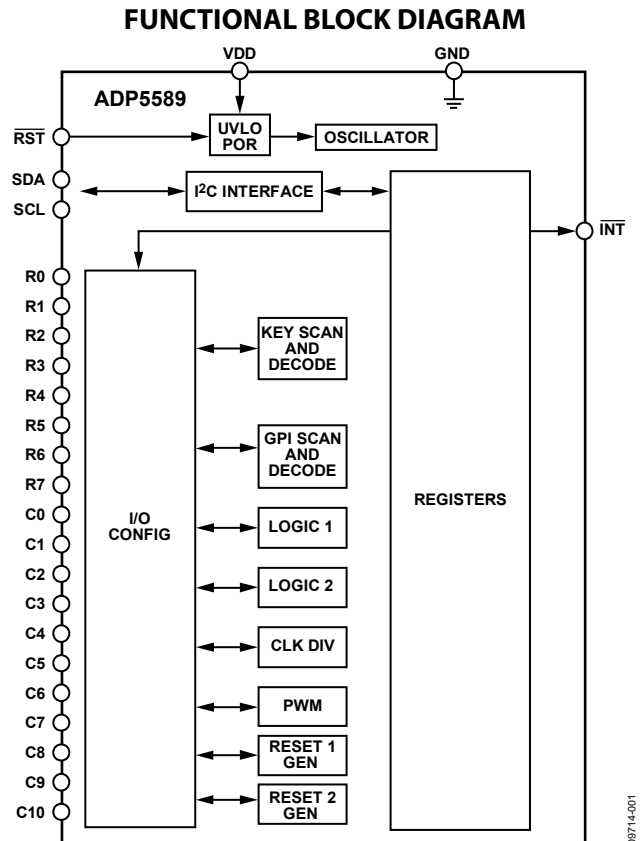 FUNCTIONAL BLOCK DIAGRAM
VDD
GND
ADP5589
RST
UVLO
POR
OSCILLATOR
SDA
SCL
I2C INTERFACE
INT
R0
R1
R2
R3
R4
R5
R6
R7
C0
C1
C2
C3
C4
C5
C6
C7
C8
C9
C10
I/O
CONFIG
KEY SCAN
AND
DECODE
GPI SCAN
AND
DECODE
LOGIC 1
LOGIC 2
CLK DIV
PWM
RESET 1
GEN
RESET 2
GEN
REGISTERS
09714-001